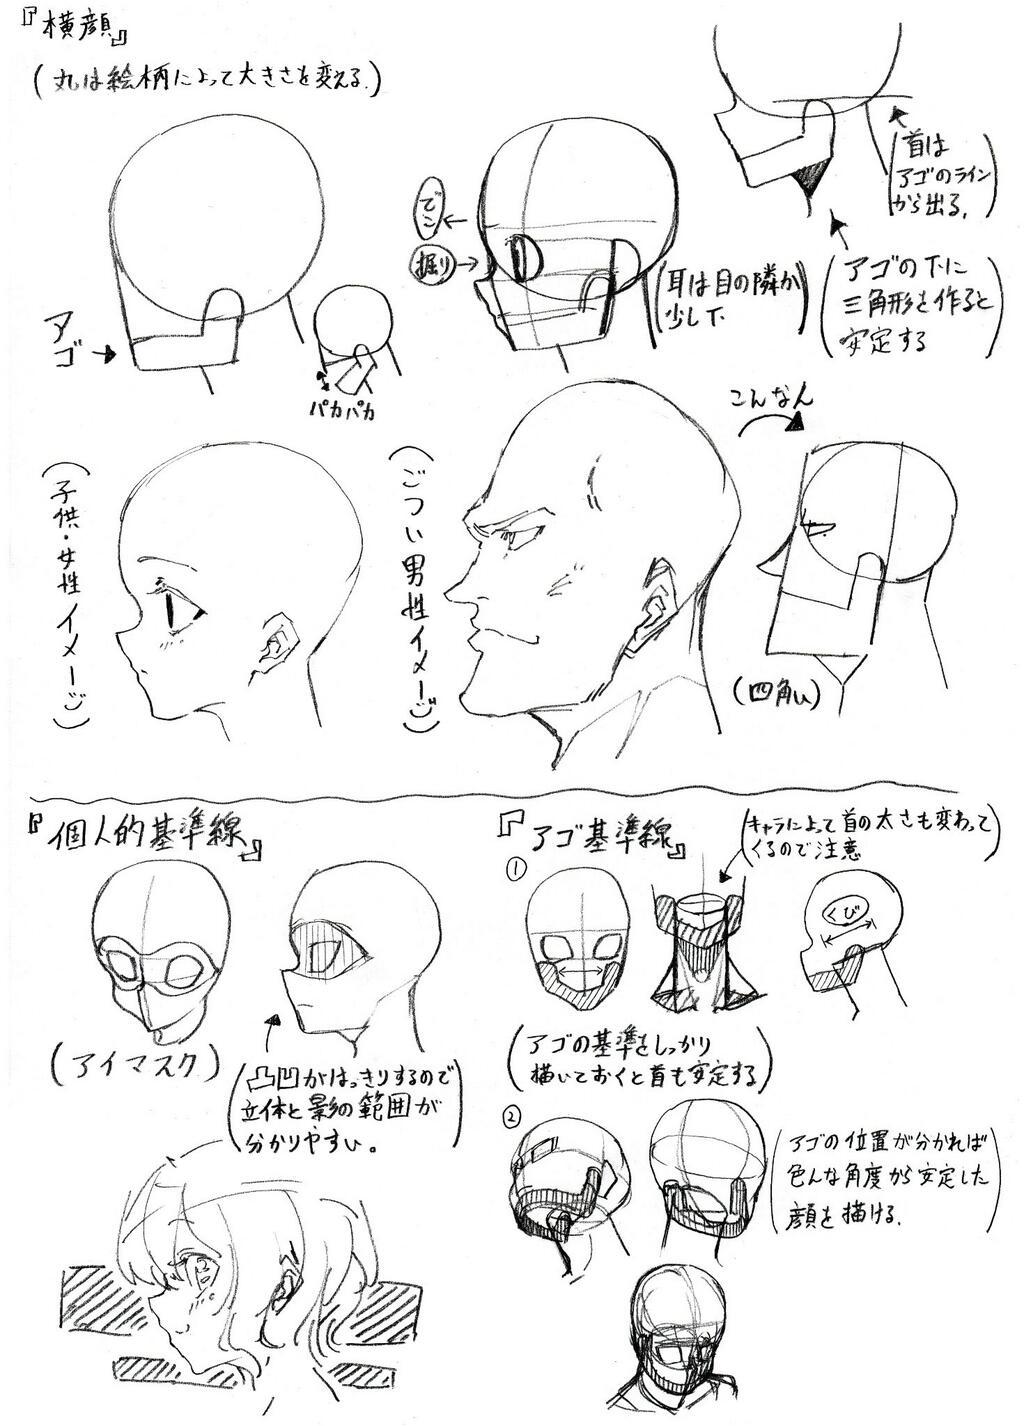 『横顔』
(丸は絵柄によって大きさを変える.)
アゴ
パカパカ
でこ
掘り
(耳は目の隣か
少し下)
(首は
アゴのライン
から出る.)
(アゴの下に
三角形を作ると
安定する)
(子供・女性イメージ)
(ごつい男性イメージ)
こんなん
(四角い)
『個人的基準線』
(アイマスク)
(凸凹がはっきりするので
立体と影の範囲が
分かりやすい。)
『アゴ基準線』
(キャラによって首の太さも変わって
くるので注意)
①
くび
(アゴの基準をしっかり
描いておくと首も安定する)
②
(アゴの位置が分かれば
色んな角度から安定した
顔を描ける.)